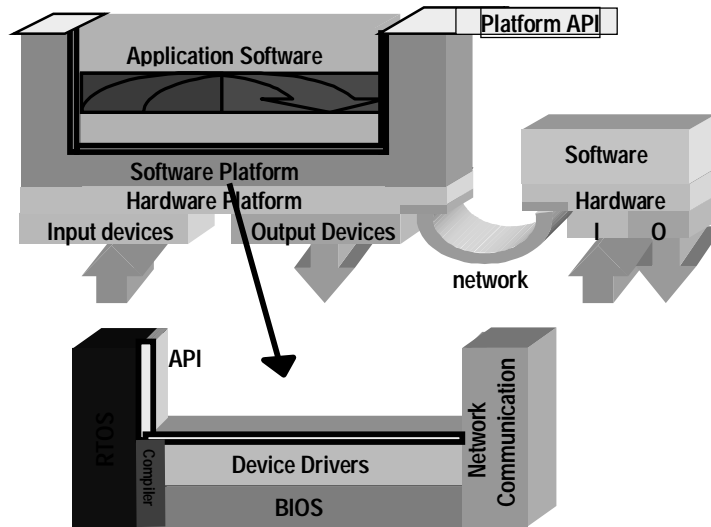 Platform API
Application Software
Software Platform
Hardware Platform
Input devices
Output Devices
Software
Hardware
I O
network
API
RTOS
Compiler
Device Drivers
BIOS
Network
Communication